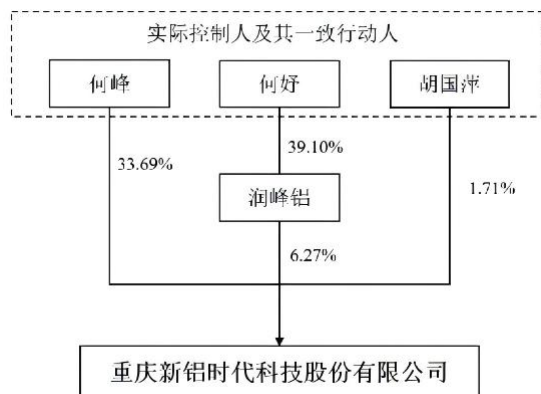 实际控制人及其一致行动人
何峰
何妤
胡国萍
33.69%
39.10%
1.71%
润峰铝
6.27%
重庆新铝时代科技股份有限公司